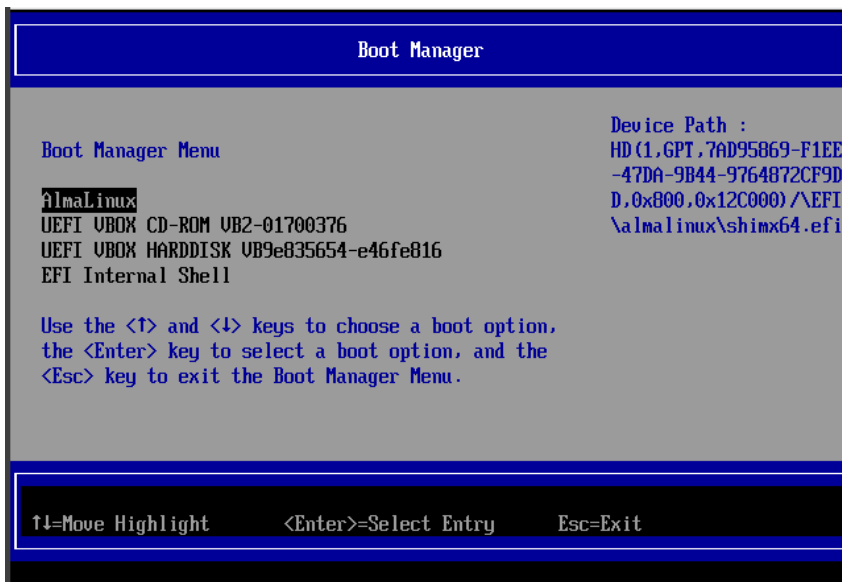 Boot Manager
Boot Manager Menu
AlmaLinux
UEFI VBOX CD-ROM VB2-01700376
UEFI VBOX HARDDISK VB9e835654-e46fe816
EFI Internal Shell
Use the <↑> and <↓> keys to choose a boot option,
the <Enter> key to select a boot option, and the
<Esc> key to exit the Boot Manager Menu.
Device Path :
HD(1,GPT,7AD95869-F1EE
-47DA-9B44-9764872CF9D
D,0x800,0x12C000)/\EFI
\almalinux\shimx64.efi
↑↓=Move Highlight
<Enter>=Select Entry
Esc=Exit